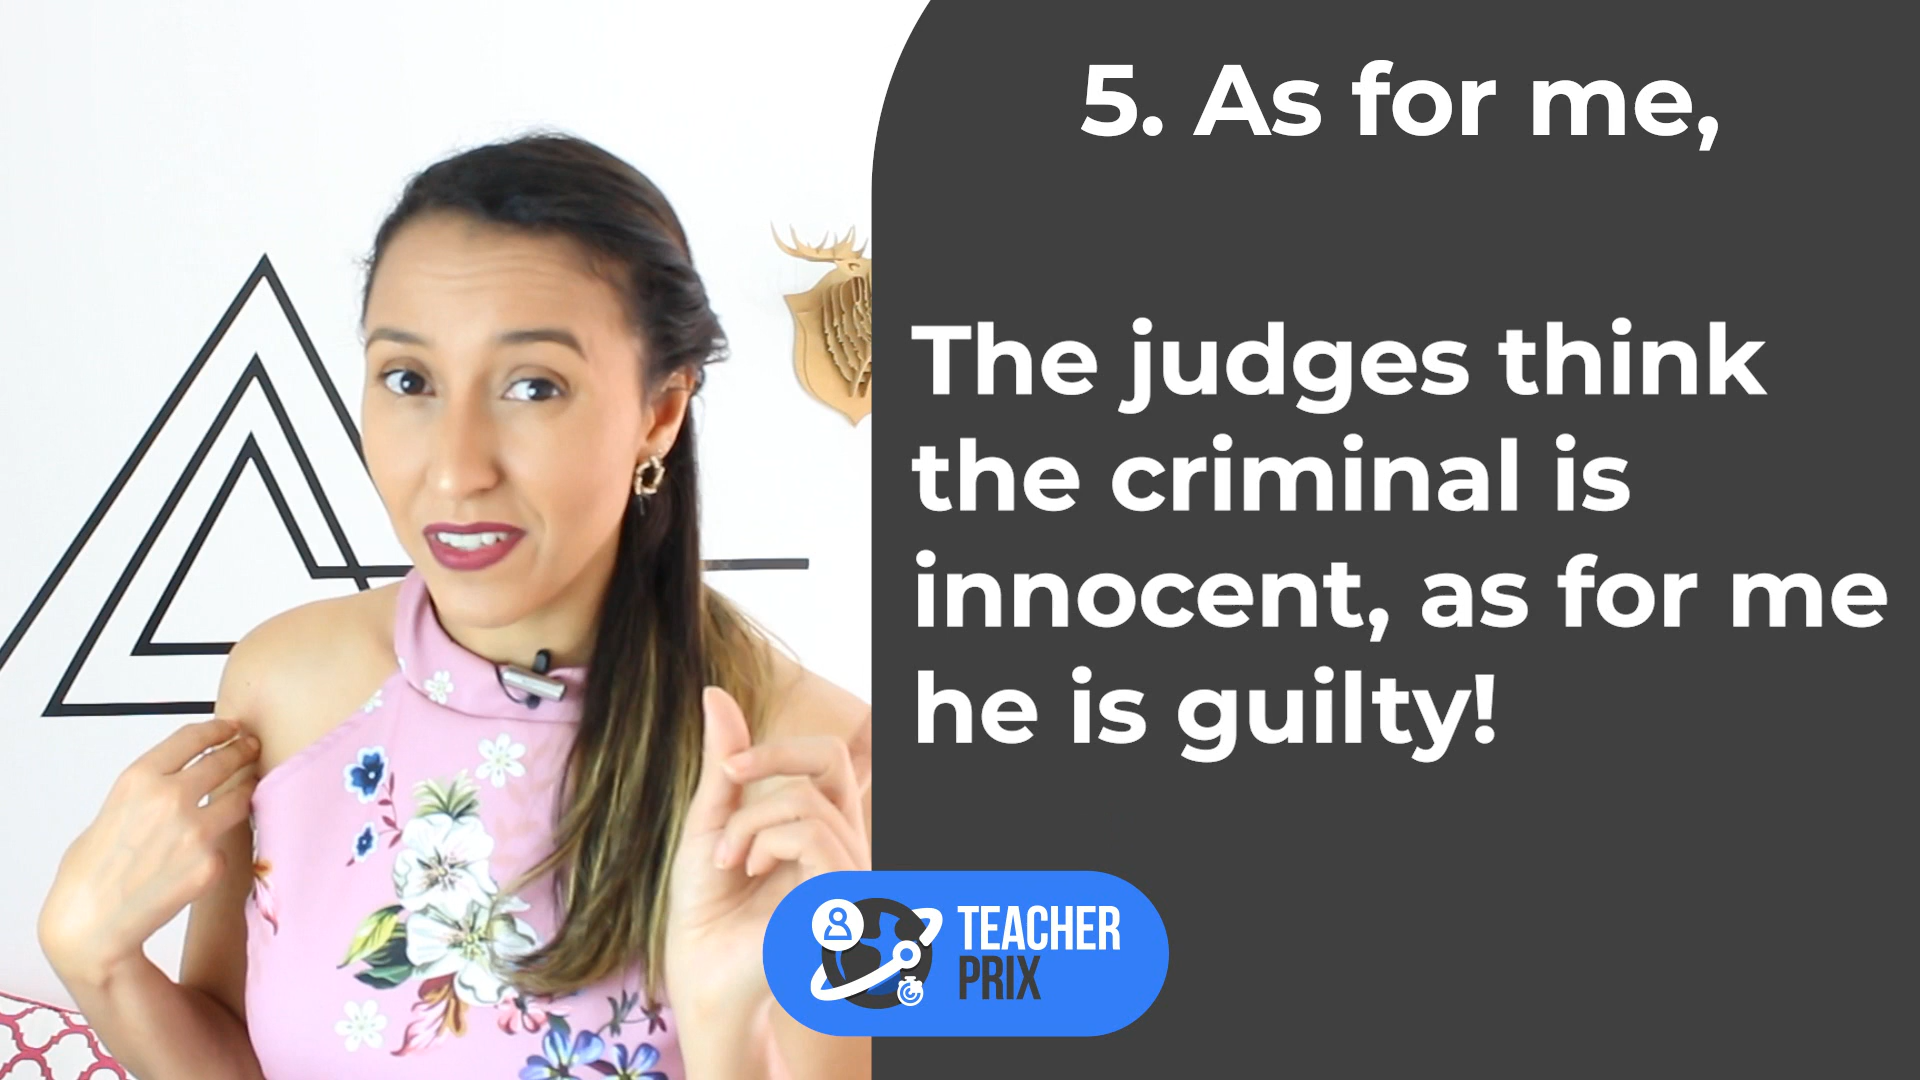 5. As for me,
The judges think
the criminal is
innocent, as for me
he is guilty!
TEACHER
PRIX